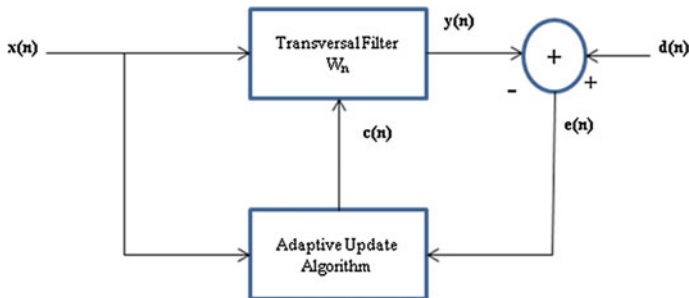 y(n)
x(n)
Transversal Filter
Wn
+
d(n)
-
+
e(n)
c(n)
Adaptive Update
Algorithm